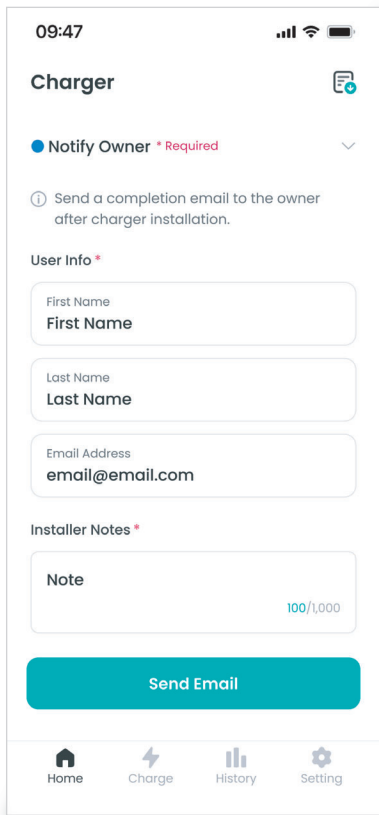 09:47
Charger
Notify Owner * Required
Send a completion email to the owner
after charger installation.
User Info *
First Name
First Name
Last Name
Last Name
Email Address
email@email.com
Installer Notes *
Note
100/1,000
Send Email
Home Charge History Setting